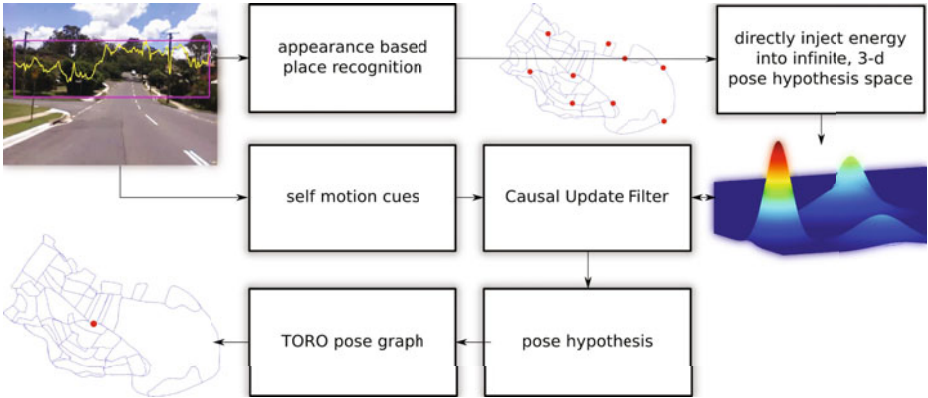 appearance based
place recognition
directly inject energy
into infinite, 3-d
pose hypothesis space
self motion cues
Causal Update Filter
TORO pose graph
pose hypothesis